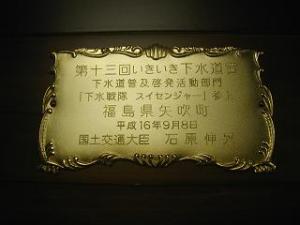 第十三回いきいき下水道賞
下水道普及啓発活動部門
「下水戦隊 スイセンジャー」参上
福島県矢吹町
平成16年9月8日
国土交通大臣 石原伸晃